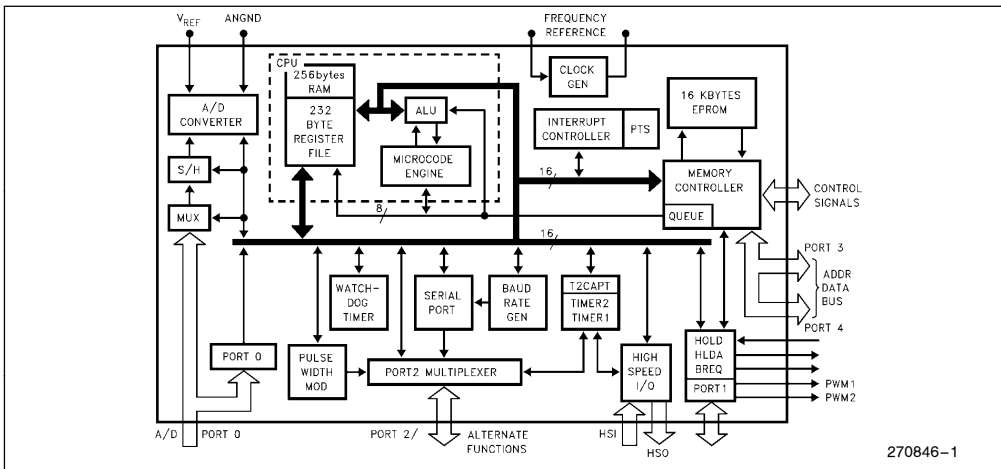 VREF
ANGND
FREQUENCY
REFERENCE
CPU
256bytes
RAM
232
BYTE
REGISTER
FILE
ALU
MICROCODE
ENGINE
CLOCK
GEN
16 KBYTES
EPROM
A/D
CONVERTER
INTERRUPT
CONTROLLER
PTS
S/H
MUX
MEMORY
CONTROLLER
QUEUE
CONTROL
SIGNALS
16
8/
16
PORT 3
ADDR
DATA
BUS
PORT 4
WATCH-
DOG
TIMER
SERIAL
PORT
BAUD
RATE
GEN
T2CAPT
TIMER2
TIMER1
PORT 0
PULSE
WIDTH
MOD
PORT2 MULTIPLEXER
HIGH
SPEED
I/O
HOLD
HLDA
BREQ
PORT1
PWM1
PWM2
A/D
PORT 0
PORT 2/
ALTERNATE
FUNCTIONS
HSI
HSO
270846–1